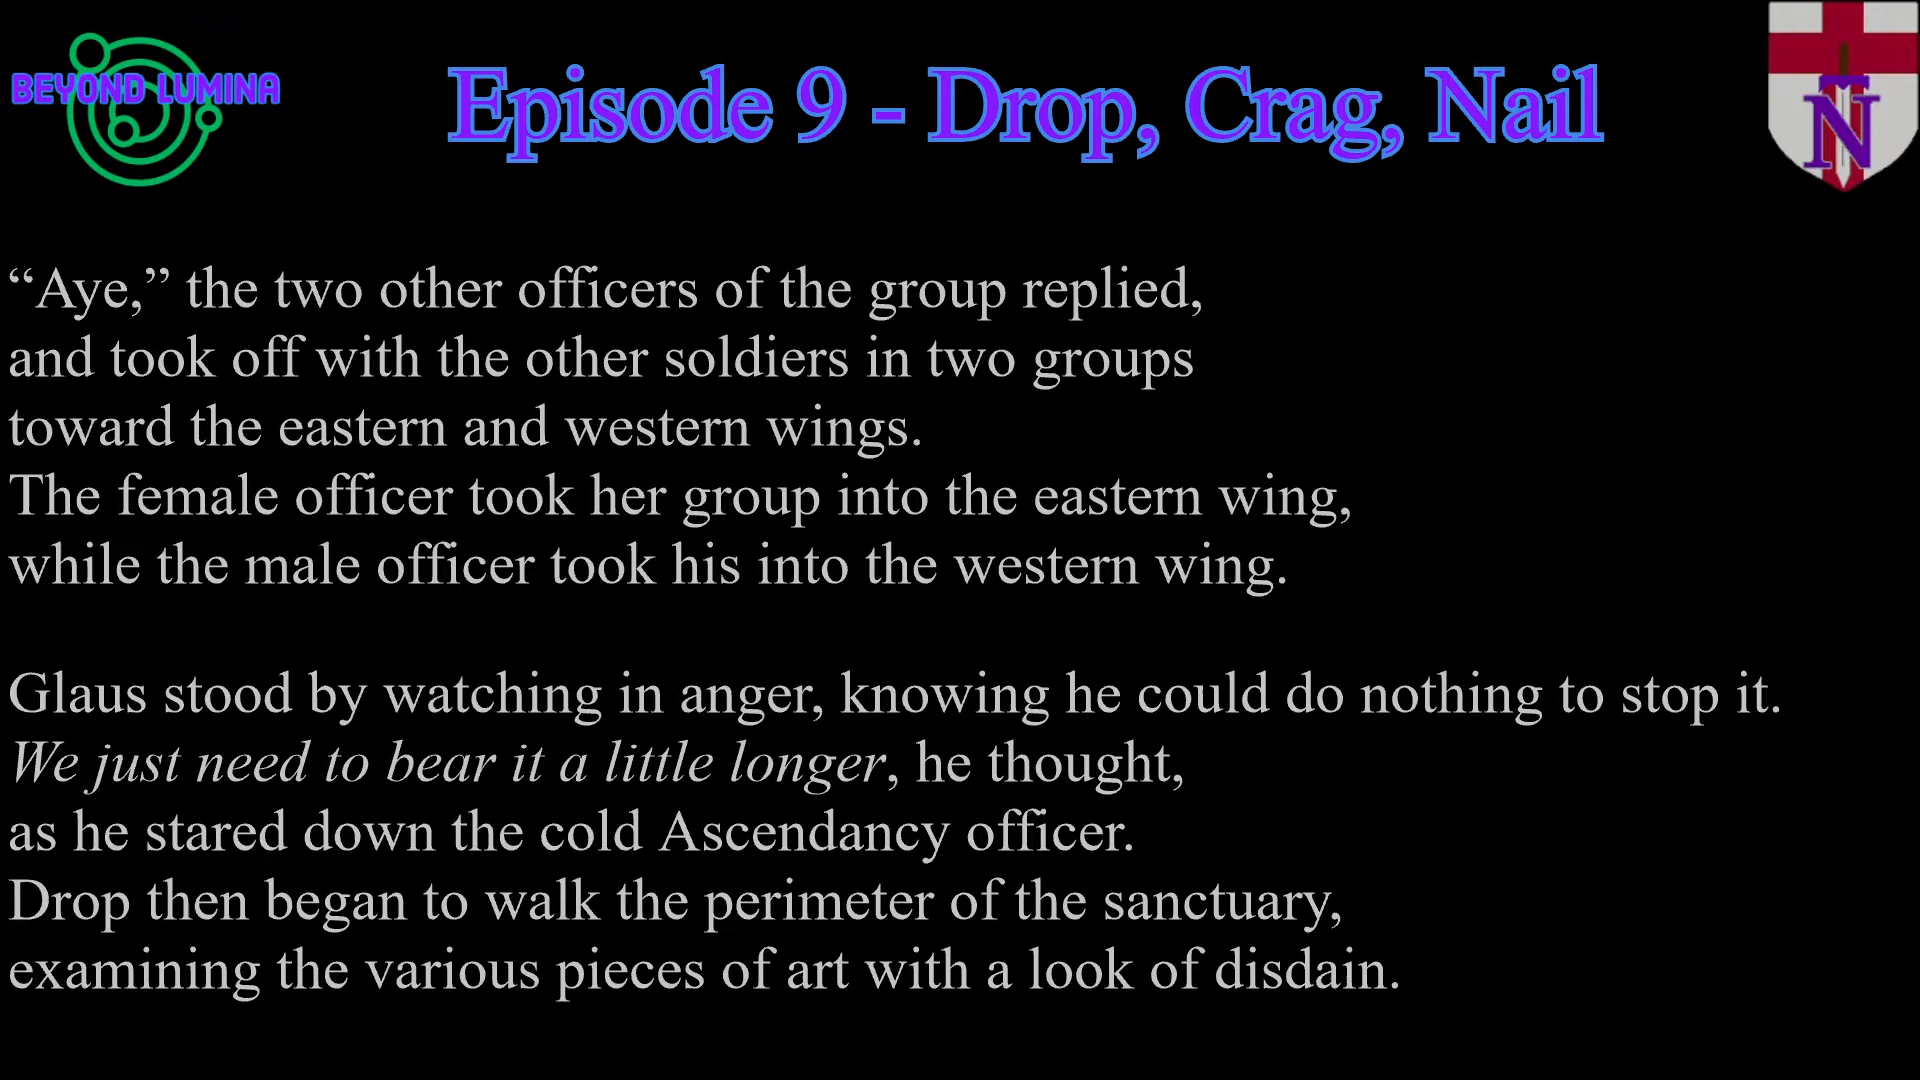 BEYOND LUMINA
Episode 9 - Drop, Crag, Nail
N
“Aye,” the two other officers of the group replied,
and took off with the other soldiers in two groups
toward the eastern and western wings.
The female officer took her group into the eastern wing,
while the male officer took his into the western wing.
Glaus stood by watching in anger, knowing he could do nothing to stop it.
We just need to bear it a little longer, he thought,
as he stared down the cold Ascendancy officer.
Drop then began to walk the perimeter of the sanctuary,
examining the various pieces of art with a look of disdain.